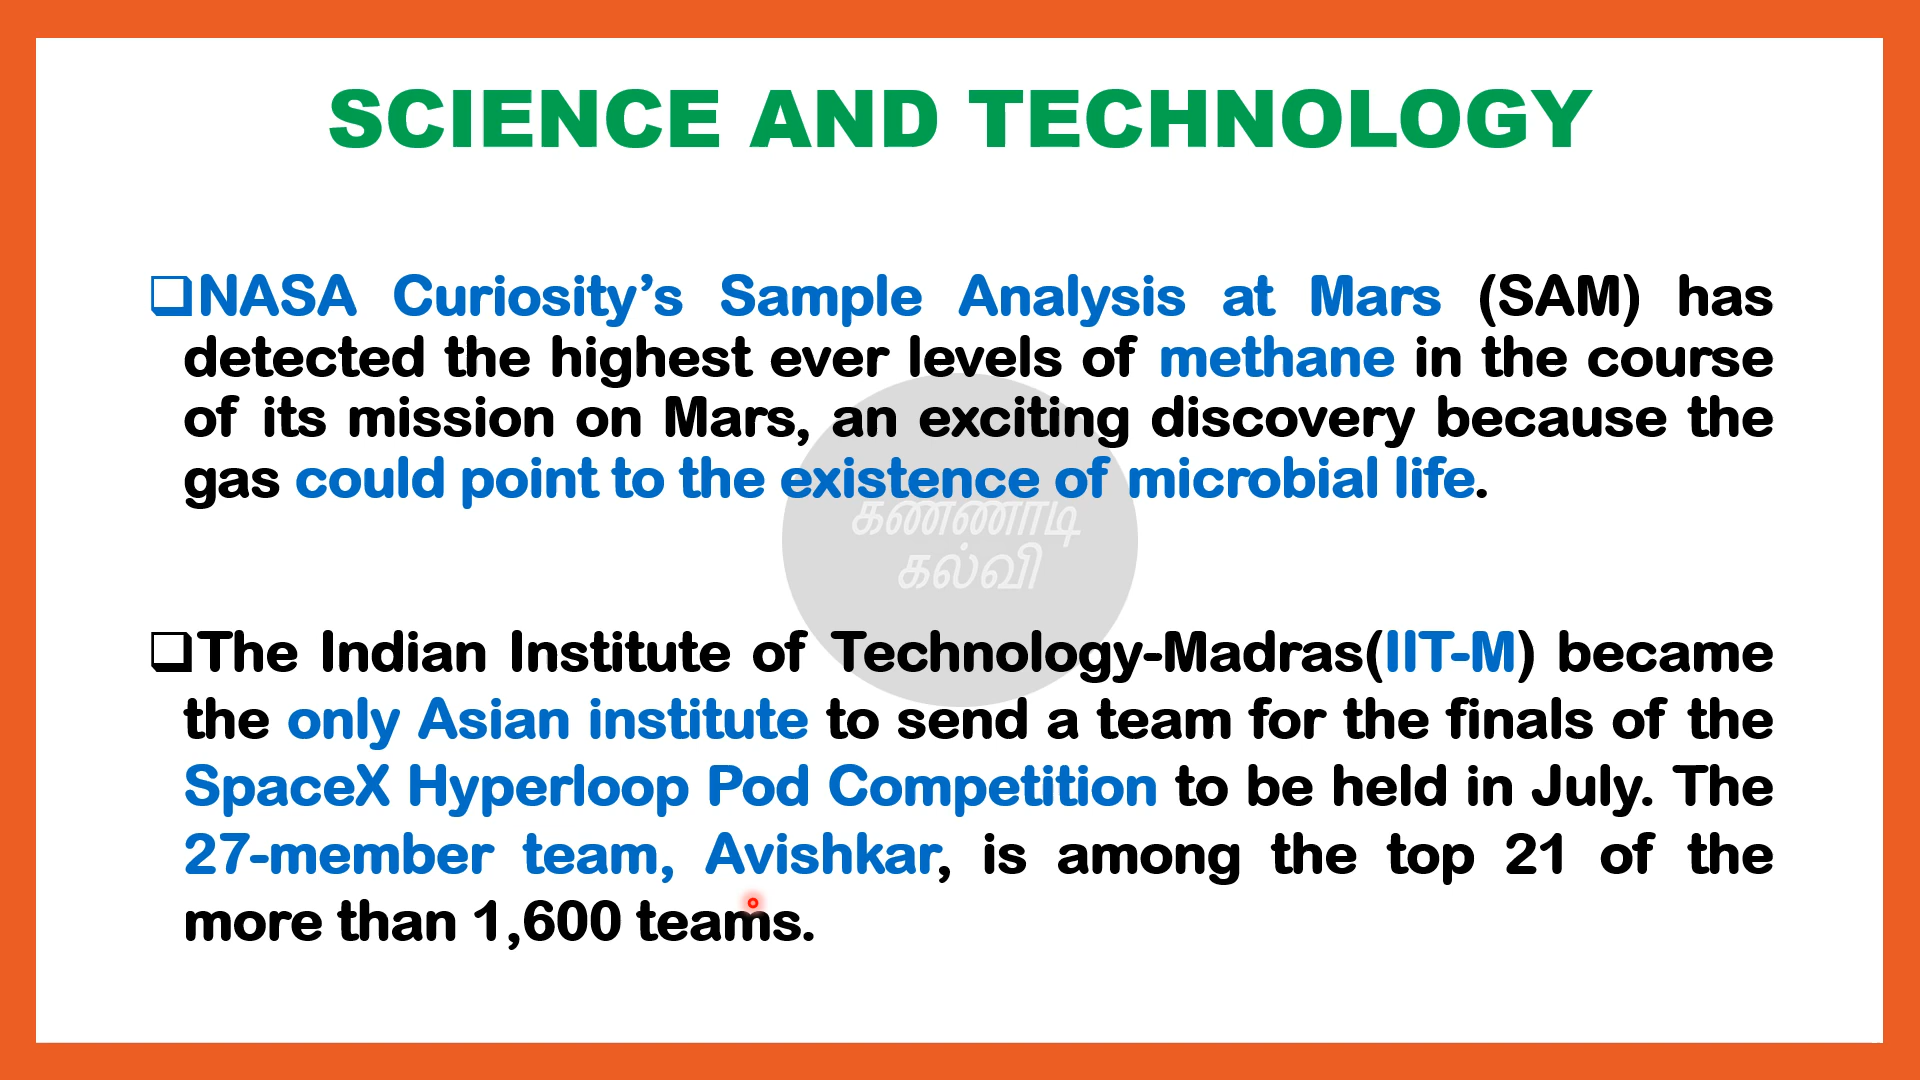 SCIENCE AND TECHNOLOGY
❑NASA Curiosity’s Sample Analysis at Mars (SAM) has
detected the highest ever levels of methane in the course
of its mission on Mars, an exciting discovery because the
gas could point to the existence of microbial life.
கண்ணாடி
கல்வி
❑The Indian Institute of Technology-Madras(IIT-M) became
the only Asian institute to send a team for the finals of the
SpaceX Hyperloop Pod Competition to be held in July. The
27-member team, Avishkar, is among the top 21 of the
more than 1,600 teams.